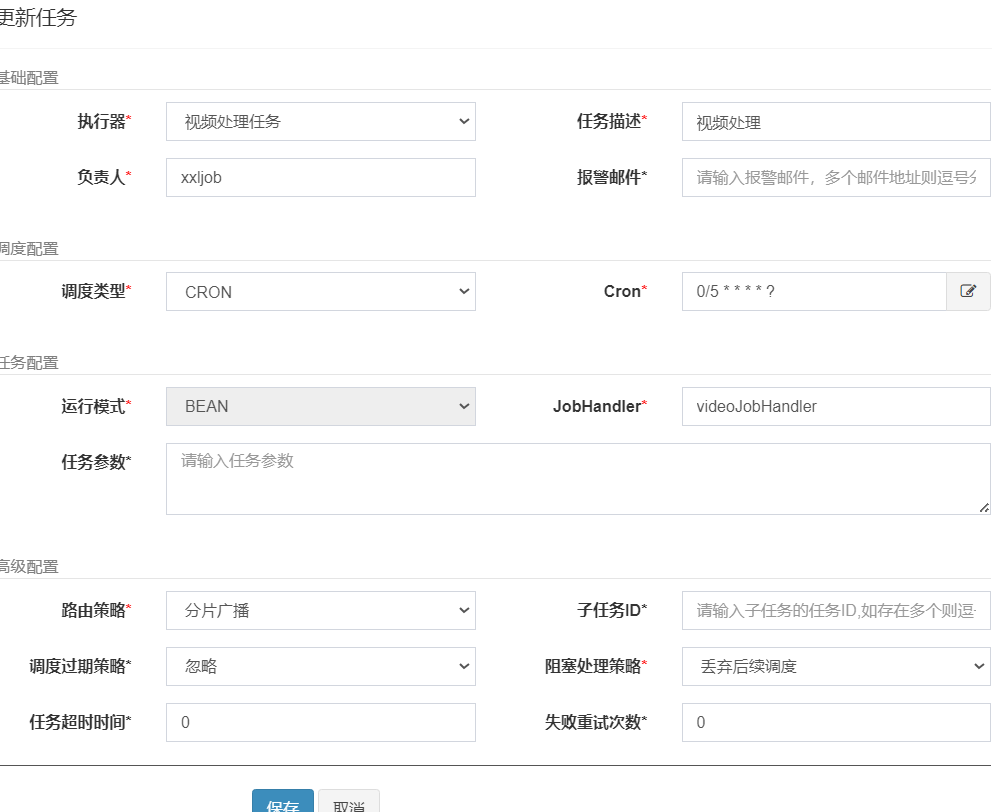 更新任务
基础配置
执行器* 视频处理任务 任务描述* 视频处理
负责人* xxljob 报警邮件* 请输入报警邮件，多个邮件地址则逗号分
调度配置
调度类型* CRON Cron* 0/5 * * * * ?
任务配置
运行模式* BEAN JobHandler* videoJobHandler
任务参数* 请输入任务参数
高级配置
路由策略* 分片广播 子任务ID* 请输入子任务的任务ID,如存在多个则逗
调度过期策略* 忽略 阻塞处理策略* 丢弃后续调度
任务超时时间* 0 失败重试次数* 0
保存 取消